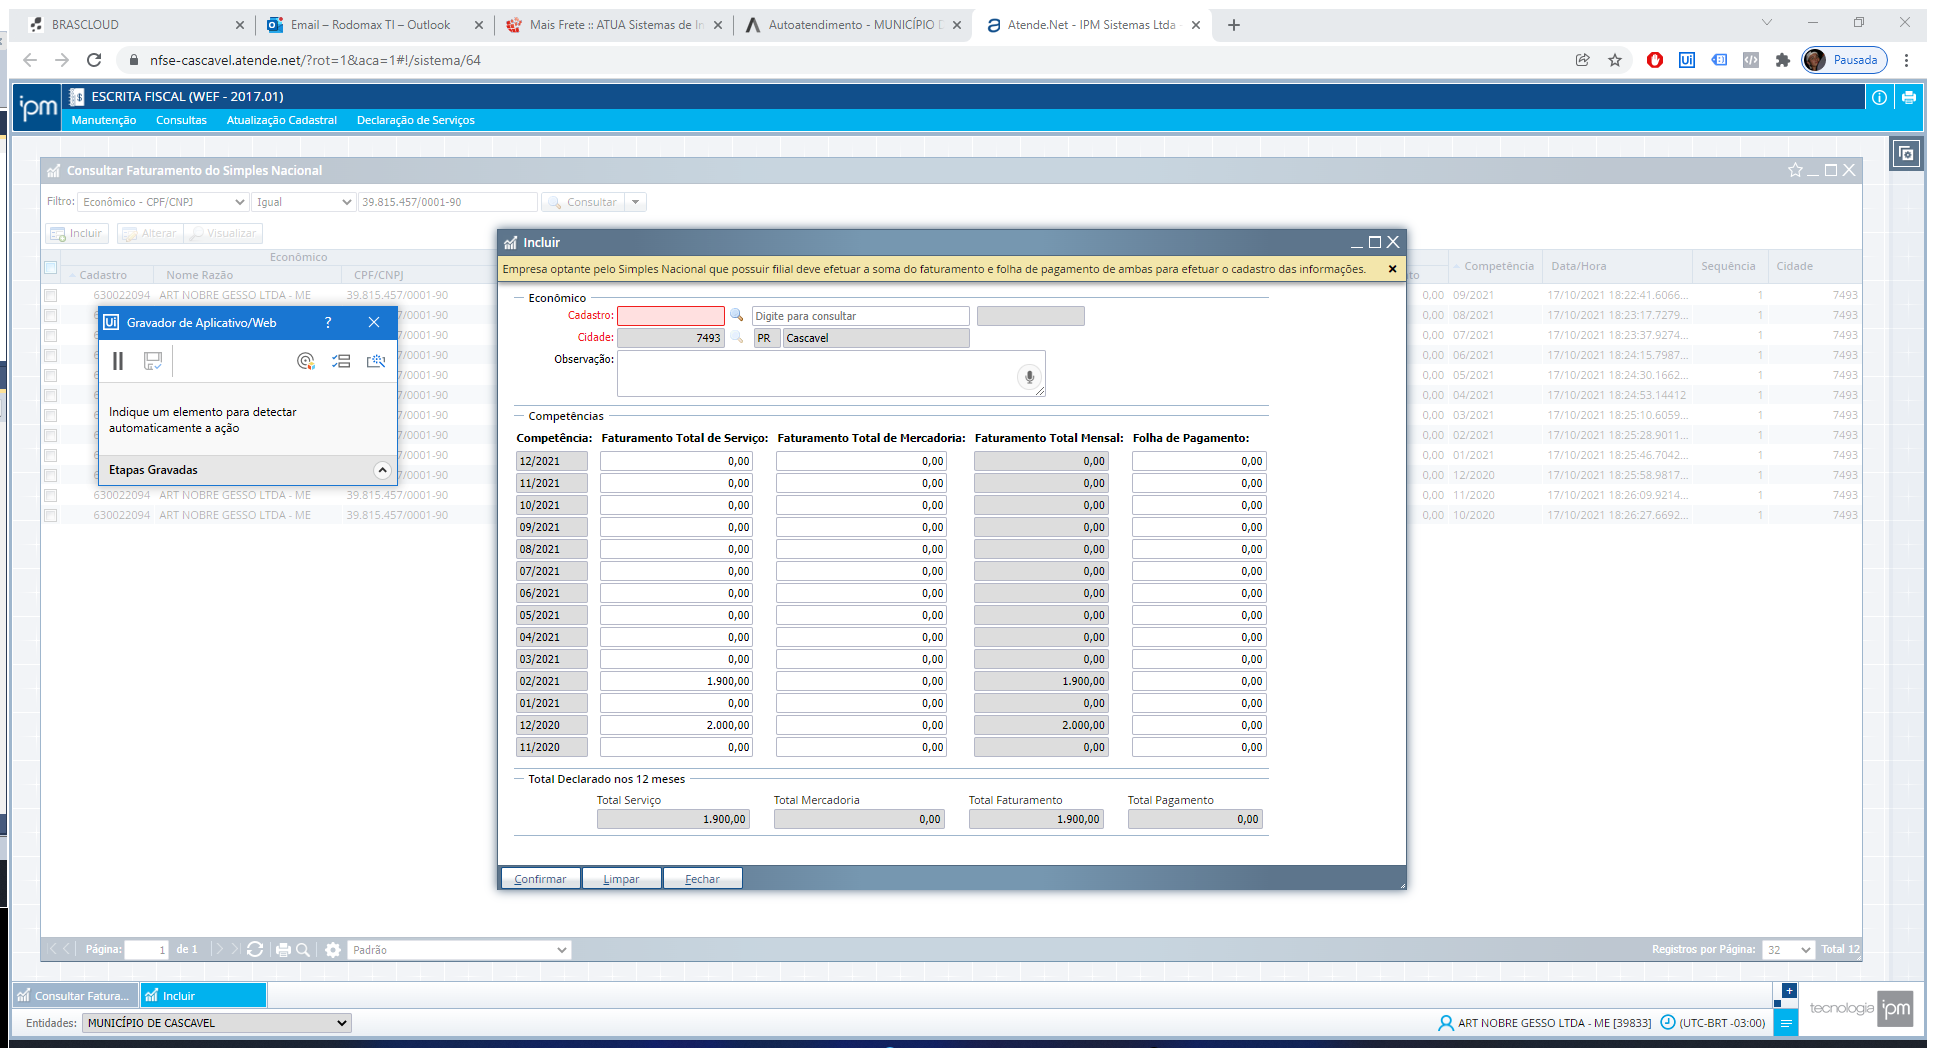 BRASCLOUD
Email – Rodomax TI – Outlook
Mais Frete :: ATUA Sistemas de In
Autoatendimento - MUNICÍPIO D
Atende.Net - IPM Sistemas Ltda
nfse-cascavel.atende.net/?rot=1&aca=1#!/sistema/64
Ui
Pausada
ipm
ESCRITA FISCAL (WEF - 2017.01)
Manutenção Consultas Atualização Cadastral Declaração de Serviços
Consultar Faturamento do Simples Nacional
Filtro: Econômico - CPF/CNPJ Igual 39.815.457/0001-90 Consultar
Incluir Alterar Visualizar
Econômico
Cadastro Nome Razão CPF/CNPJ
Competência Data/Hora Sequência Cidade
630022094 ART NOBRE GESSO LTDA - ME 39.815.457/0001-90
0,00 09/2021 17/10/2021 18:22:41.6066... 1 7493
0,00 08/2021 17/10/2021 18:23:17.7279... 1 7493
0,00 07/2021 17/10/2021 18:23:37.9274... 1 7493
0,00 06/2021 17/10/2021 18:24:15.7987... 1 7493
0,00 05/2021 17/10/2021 18:24:30.1662... 1 7493
0,00 04/2021 17/10/2021 18:24:53.14412 1 7493
0,00 03/2021 17/10/2021 18:25:10.6059... 1 7493
0,00 02/2021 17/10/2021 18:25:28.9011... 1 7493
0,00 01/2021 17/10/2021 18:25:46.7042... 1 7493
0,00 12/2020 17/10/2021 18:25:58.9817... 1 7493
630022094 ART NOBRE GESSO LTDA - ME 39.815.457/0001-90
0,00 11/2020 17/10/2021 18:26:09.9214... 1 7493
630022094 ART NOBRE GESSO LTDA - ME 39.815.457/0001-90
0,00 10/2020 17/10/2021 18:26:27.6692... 1 7493
Ui Gravador de Aplicativo/Web ?
Indique um elemento para detectar
automaticamente a ação
Etapas Gravadas
Incluir
Empresa optante pelo Simples Nacional que possuir filial deve efetuar a soma do faturamento e folha de pagamento de ambas para efetuar o cadastro das informações.
Econômico
Cadastro: Digite para consultar
Cidade: 7493 PR Cascavel
Observação:
Competências
Competência: Faturamento Total de Serviço: Faturamento Total de Mercadoria: Faturamento Total Mensal: Folha de Pagamento:
12/2021 0,00 0,00 0,00 0,00
11/2021 0,00 0,00 0,00 0,00
10/2021 0,00 0,00 0,00 0,00
09/2021 0,00 0,00 0,00 0,00
08/2021 0,00 0,00 0,00 0,00
07/2021 0,00 0,00 0,00 0,00
06/2021 0,00 0,00 0,00 0,00
05/2021 0,00 0,00 0,00 0,00
04/2021 0,00 0,00 0,00 0,00
03/2021 0,00 0,00 0,00 0,00
02/2021 1.900,00 0,00 1.900,00 0,00
01/2021 0,00 0,00 0,00 0,00
12/2020 2.000,00 0,00 2.000,00 0,00
11/2020 0,00 0,00 0,00 0,00
Total Declarado nos 12 meses
Total Serviço Total Mercadoria Total Faturamento Total Pagamento
1.900,00 0,00 1.900,00 0,00
Confirmar Limpar Fechar
Página: 1 de 1 Padrão
Registros por Página: 32 Total 12
Consultar Fatura... Incluir
Entidades: MUNICÍPIO DE CASCAVEL
ART NOBRE GESSO LTDA - ME [39833] (UTC-BRT -03:00)
tecnologia ipm